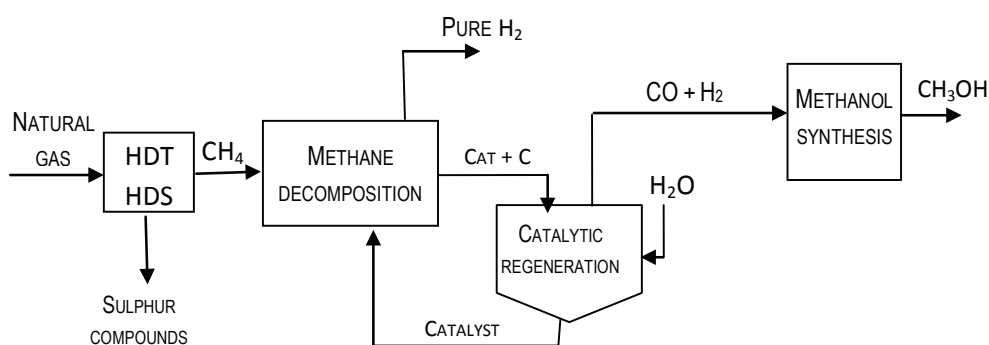 PURE H₂
NATURAL
GAS
HDT
HDS
CH₄
METHANE
DECOMPOSITION
CAT + C
CO + H₂
METHANOL
SYNTHESIS
CH₃OH
H₂O
CATALYTIC
REGENERATION
SULPHUR
COMPOUNDS
CATALYST